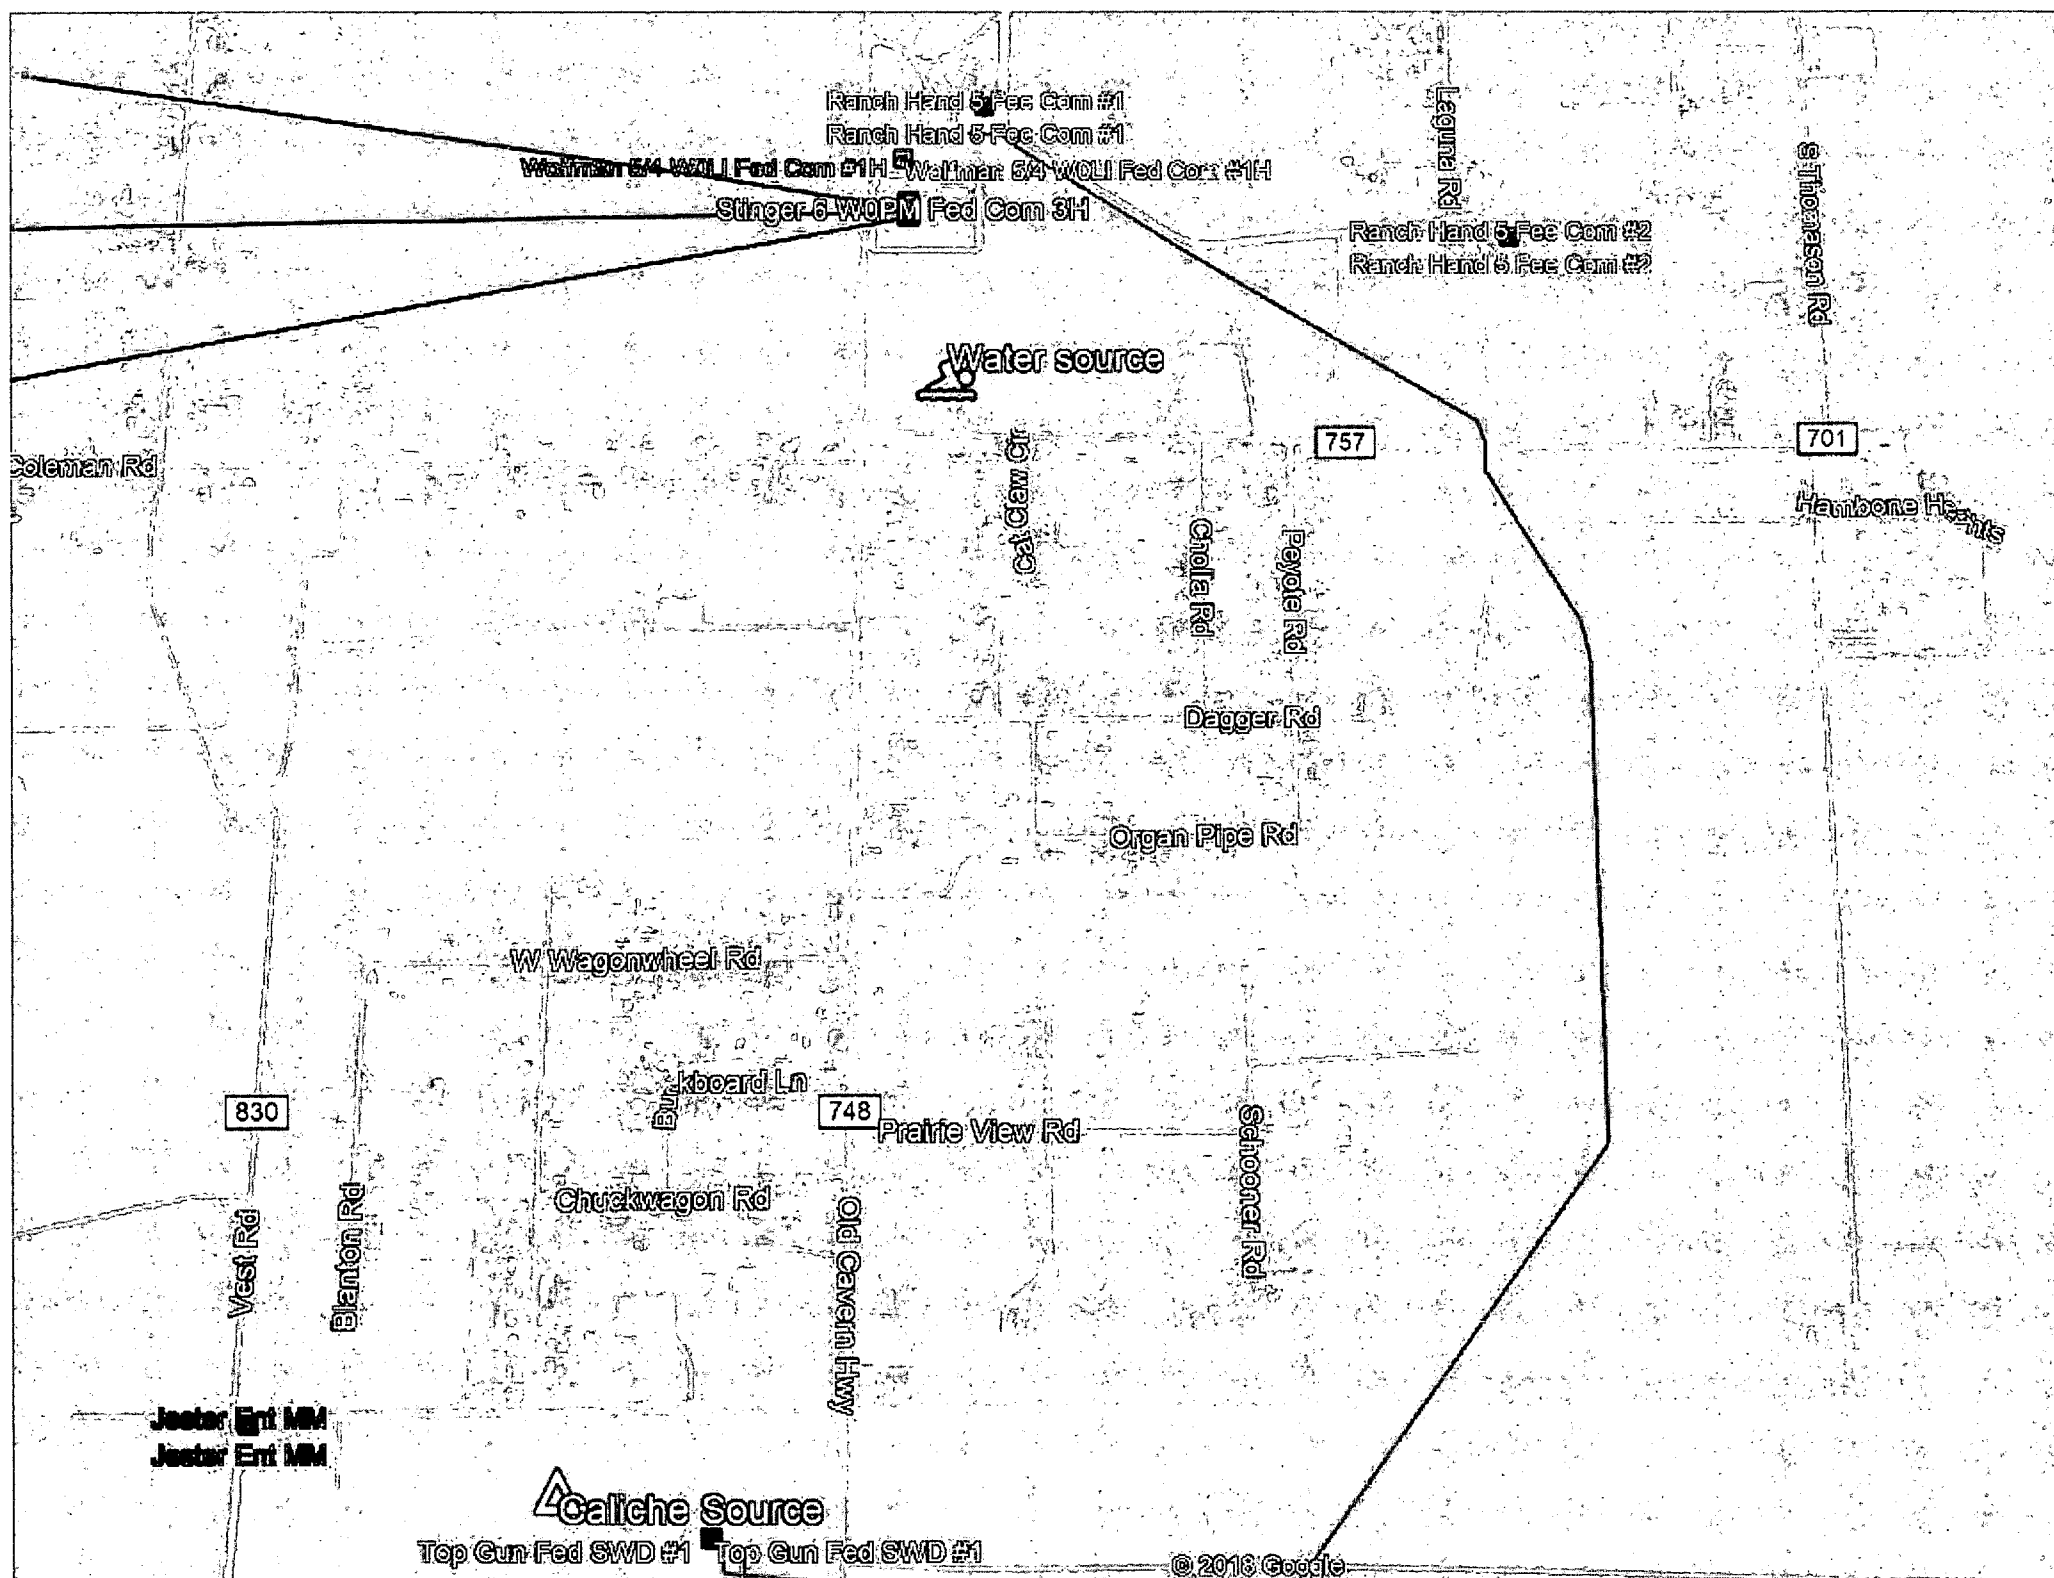 Ranch Hand 5 Fee Com #1
Ranch Hand 5 Fee Com #1
Laguna Rd
S Thomason Rd
Wolfman 5/4 W0LI Fed Com #1H
Wolfman 5/4 W0LI Fed Com #1H
Stinger 6 W0PM Fed Com 3H
Ranch Hand 5 Fee Com #2
Ranch Hand 5 Fee Com #2
Water source
757
701
Coleman Rd
Cat Claw Cir
Hambone Heights
Cholla Rd
Peyote Rd
Dagger Rd
Organ Pipe Rd
W Wagonwheel Rd
Buckboard Ln
830
748
Prairie View Rd
Schooner Rd
Chuckwagon Rd
Vest Rd
Blanton Rd
Old Cavern Hwy
Jester Ent MM
Jester Ent MM
Caliche Source
Top Gun Fed SWD #1
Top Gun Fed SWD #1
© 2018 Google